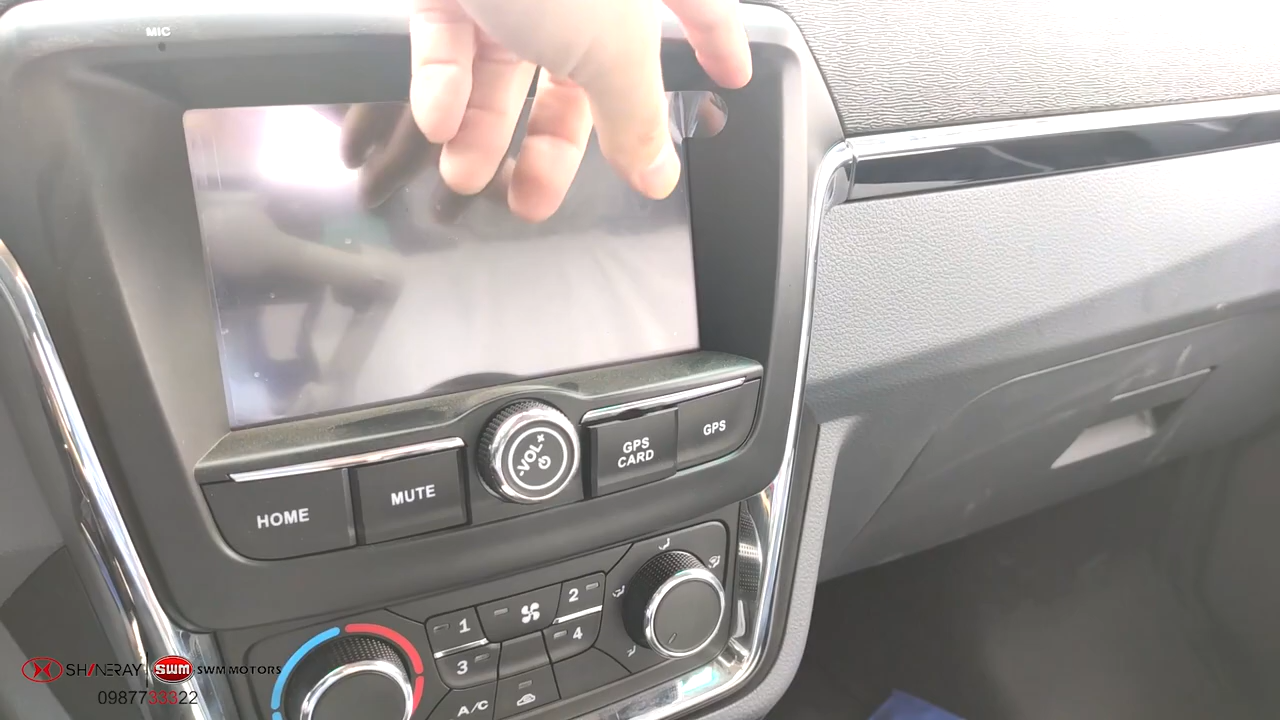 MIC
-VOL+
GPS
CARD
GPS
HOME
MUTE
1
2
3
4
A/C
SHINERAY
SWM
SWM MOTORS
0987733322